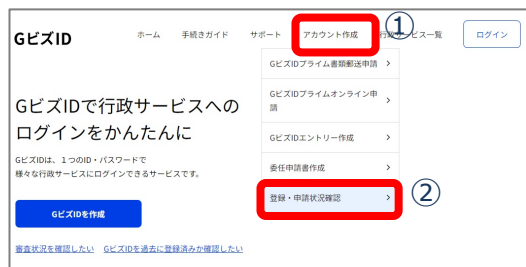 GビズID
ホーム 手続きガイド サポート アカウント作成 行政サービス一覧 ログイン
①
GビズIDプライム書類郵送申請 >
GビズIDプライムオンライン申
請 >
GビズIDエントリー作成 >
委任申請書作成 >
登録・申請状況確認 >
②
GビズIDで行政サービスへの
ログインをかんたんに
GビズIDは、1つのID・パスワードで
様々な行政サービスにログインできるサービスです。
GビズIDを作成
審査状況を確認したい GビズIDを過去に登録済みか確認したい